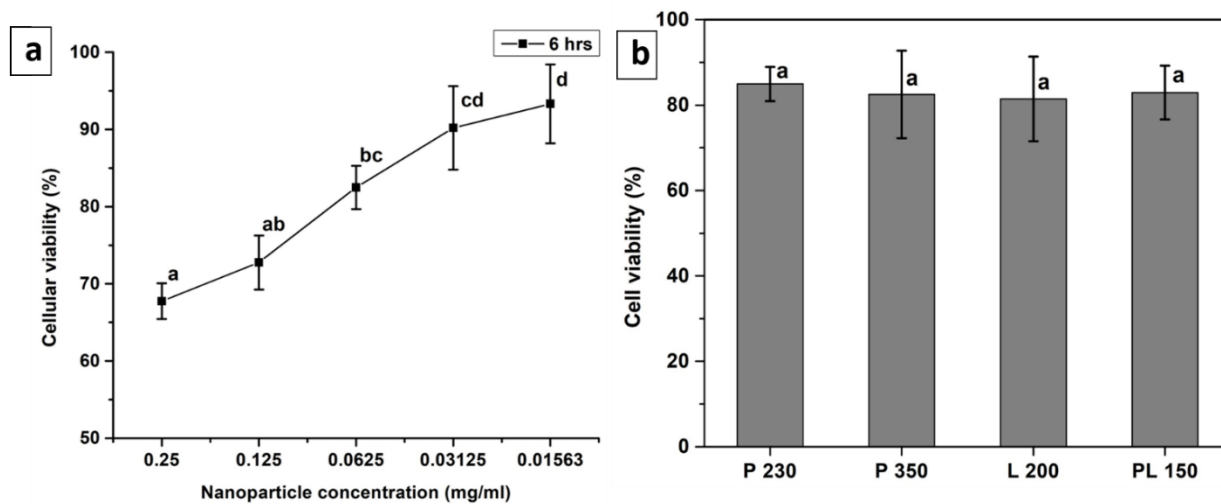 a
6 hrs
100
90
80
70
60
50
Cellular viability (%)
a
ab
bc
cd
d
0.25 0.125 0.0625 0.03125 0.01563
Nanoparticle concentration (mg/ml)
b
100
80
60
40
20
0
Cell viability (%)
a a a a
P 230 P 350 L 200 PL 150